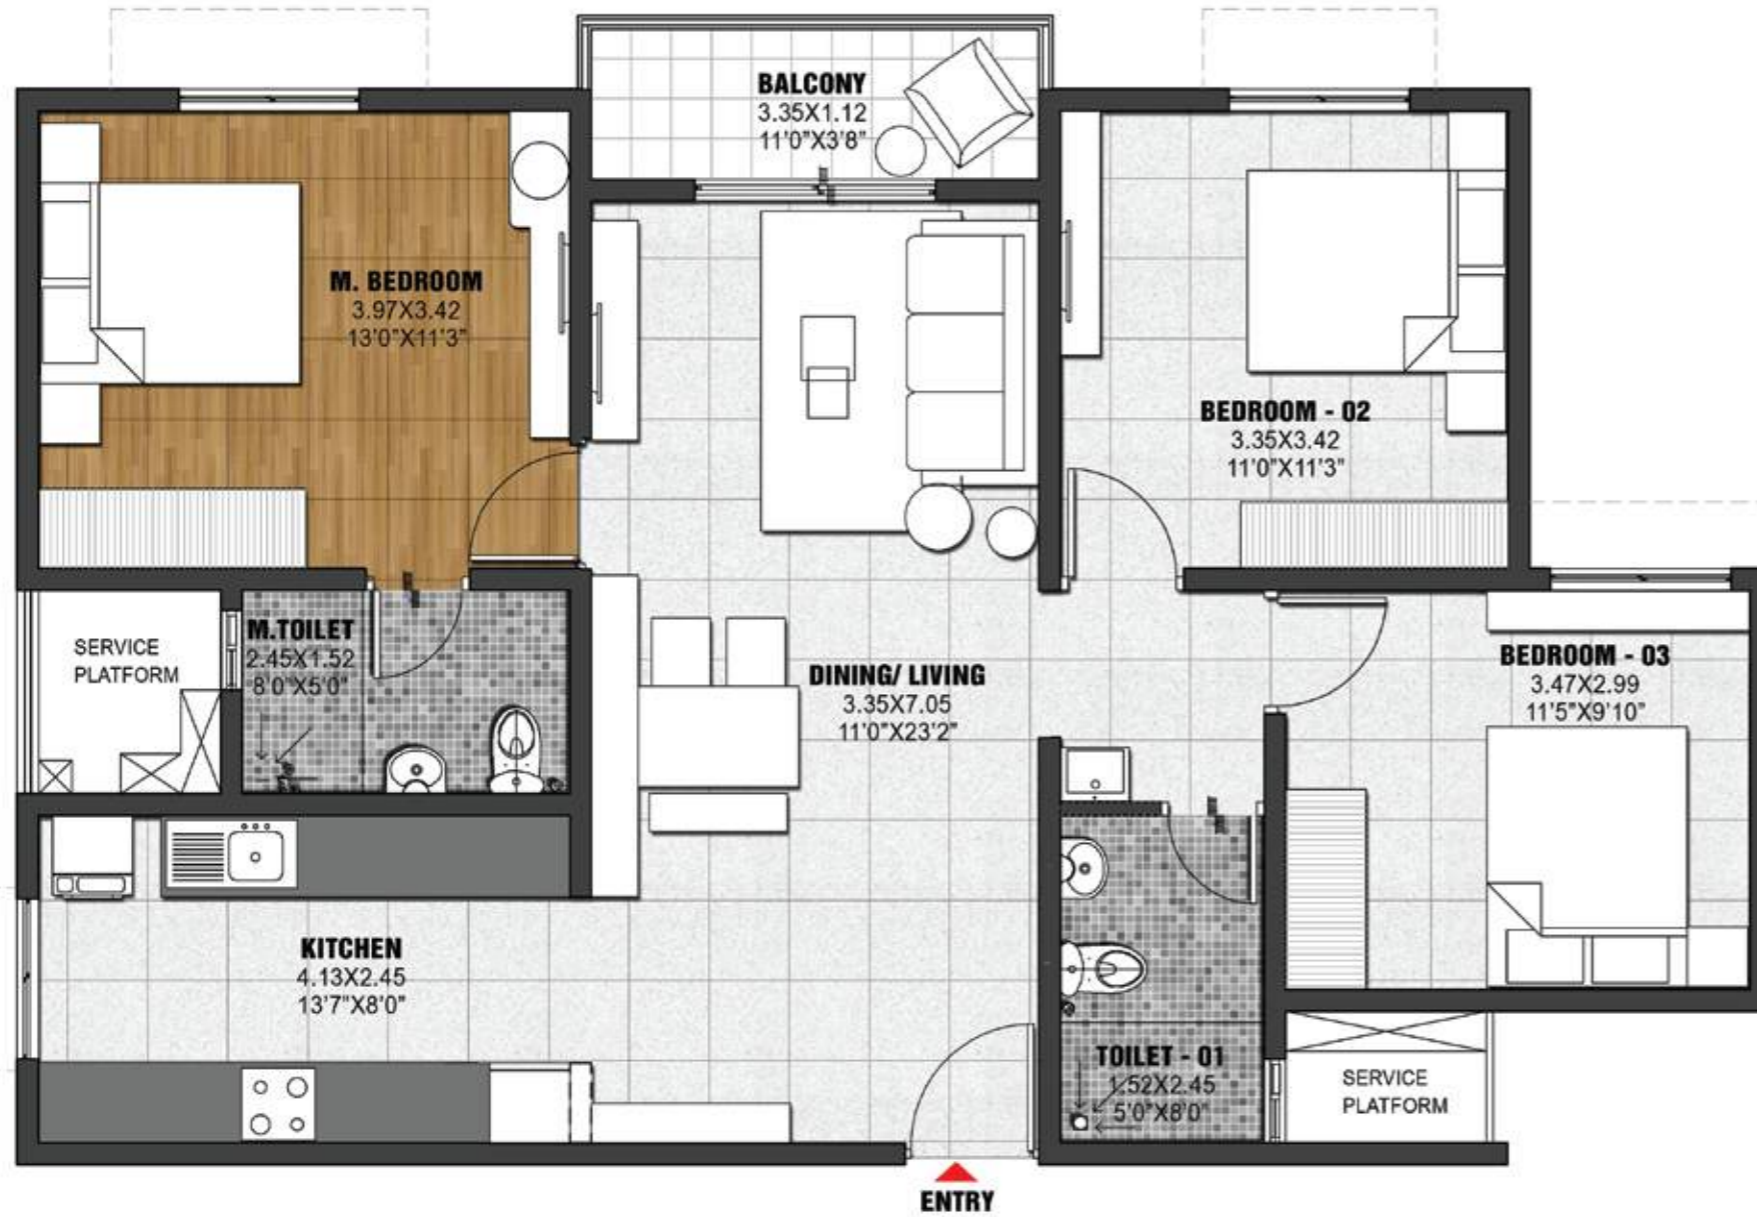 BALCONY
3.35X1.12
11'0"X3'8"
M. BEDROOM
3.97X3.42
13'0"X11'3"
BEDROOM - 02
3.35X3.42
11'0"X11'3"
SERVICE
PLATFORM
M.TOILET
2.45X1.52
8'0"X5'0"
DINING/ LIVING
3.35X7.05
11'0"X23'2"
BEDROOM - 03
3.47X2.99
11'5"X9'10"
KITCHEN
4.13X2.45
13'7"X8'0"
TOILET - 01
1.52X2.45
5'0"X8'0"
SERVICE
PLATFORM
ENTRY